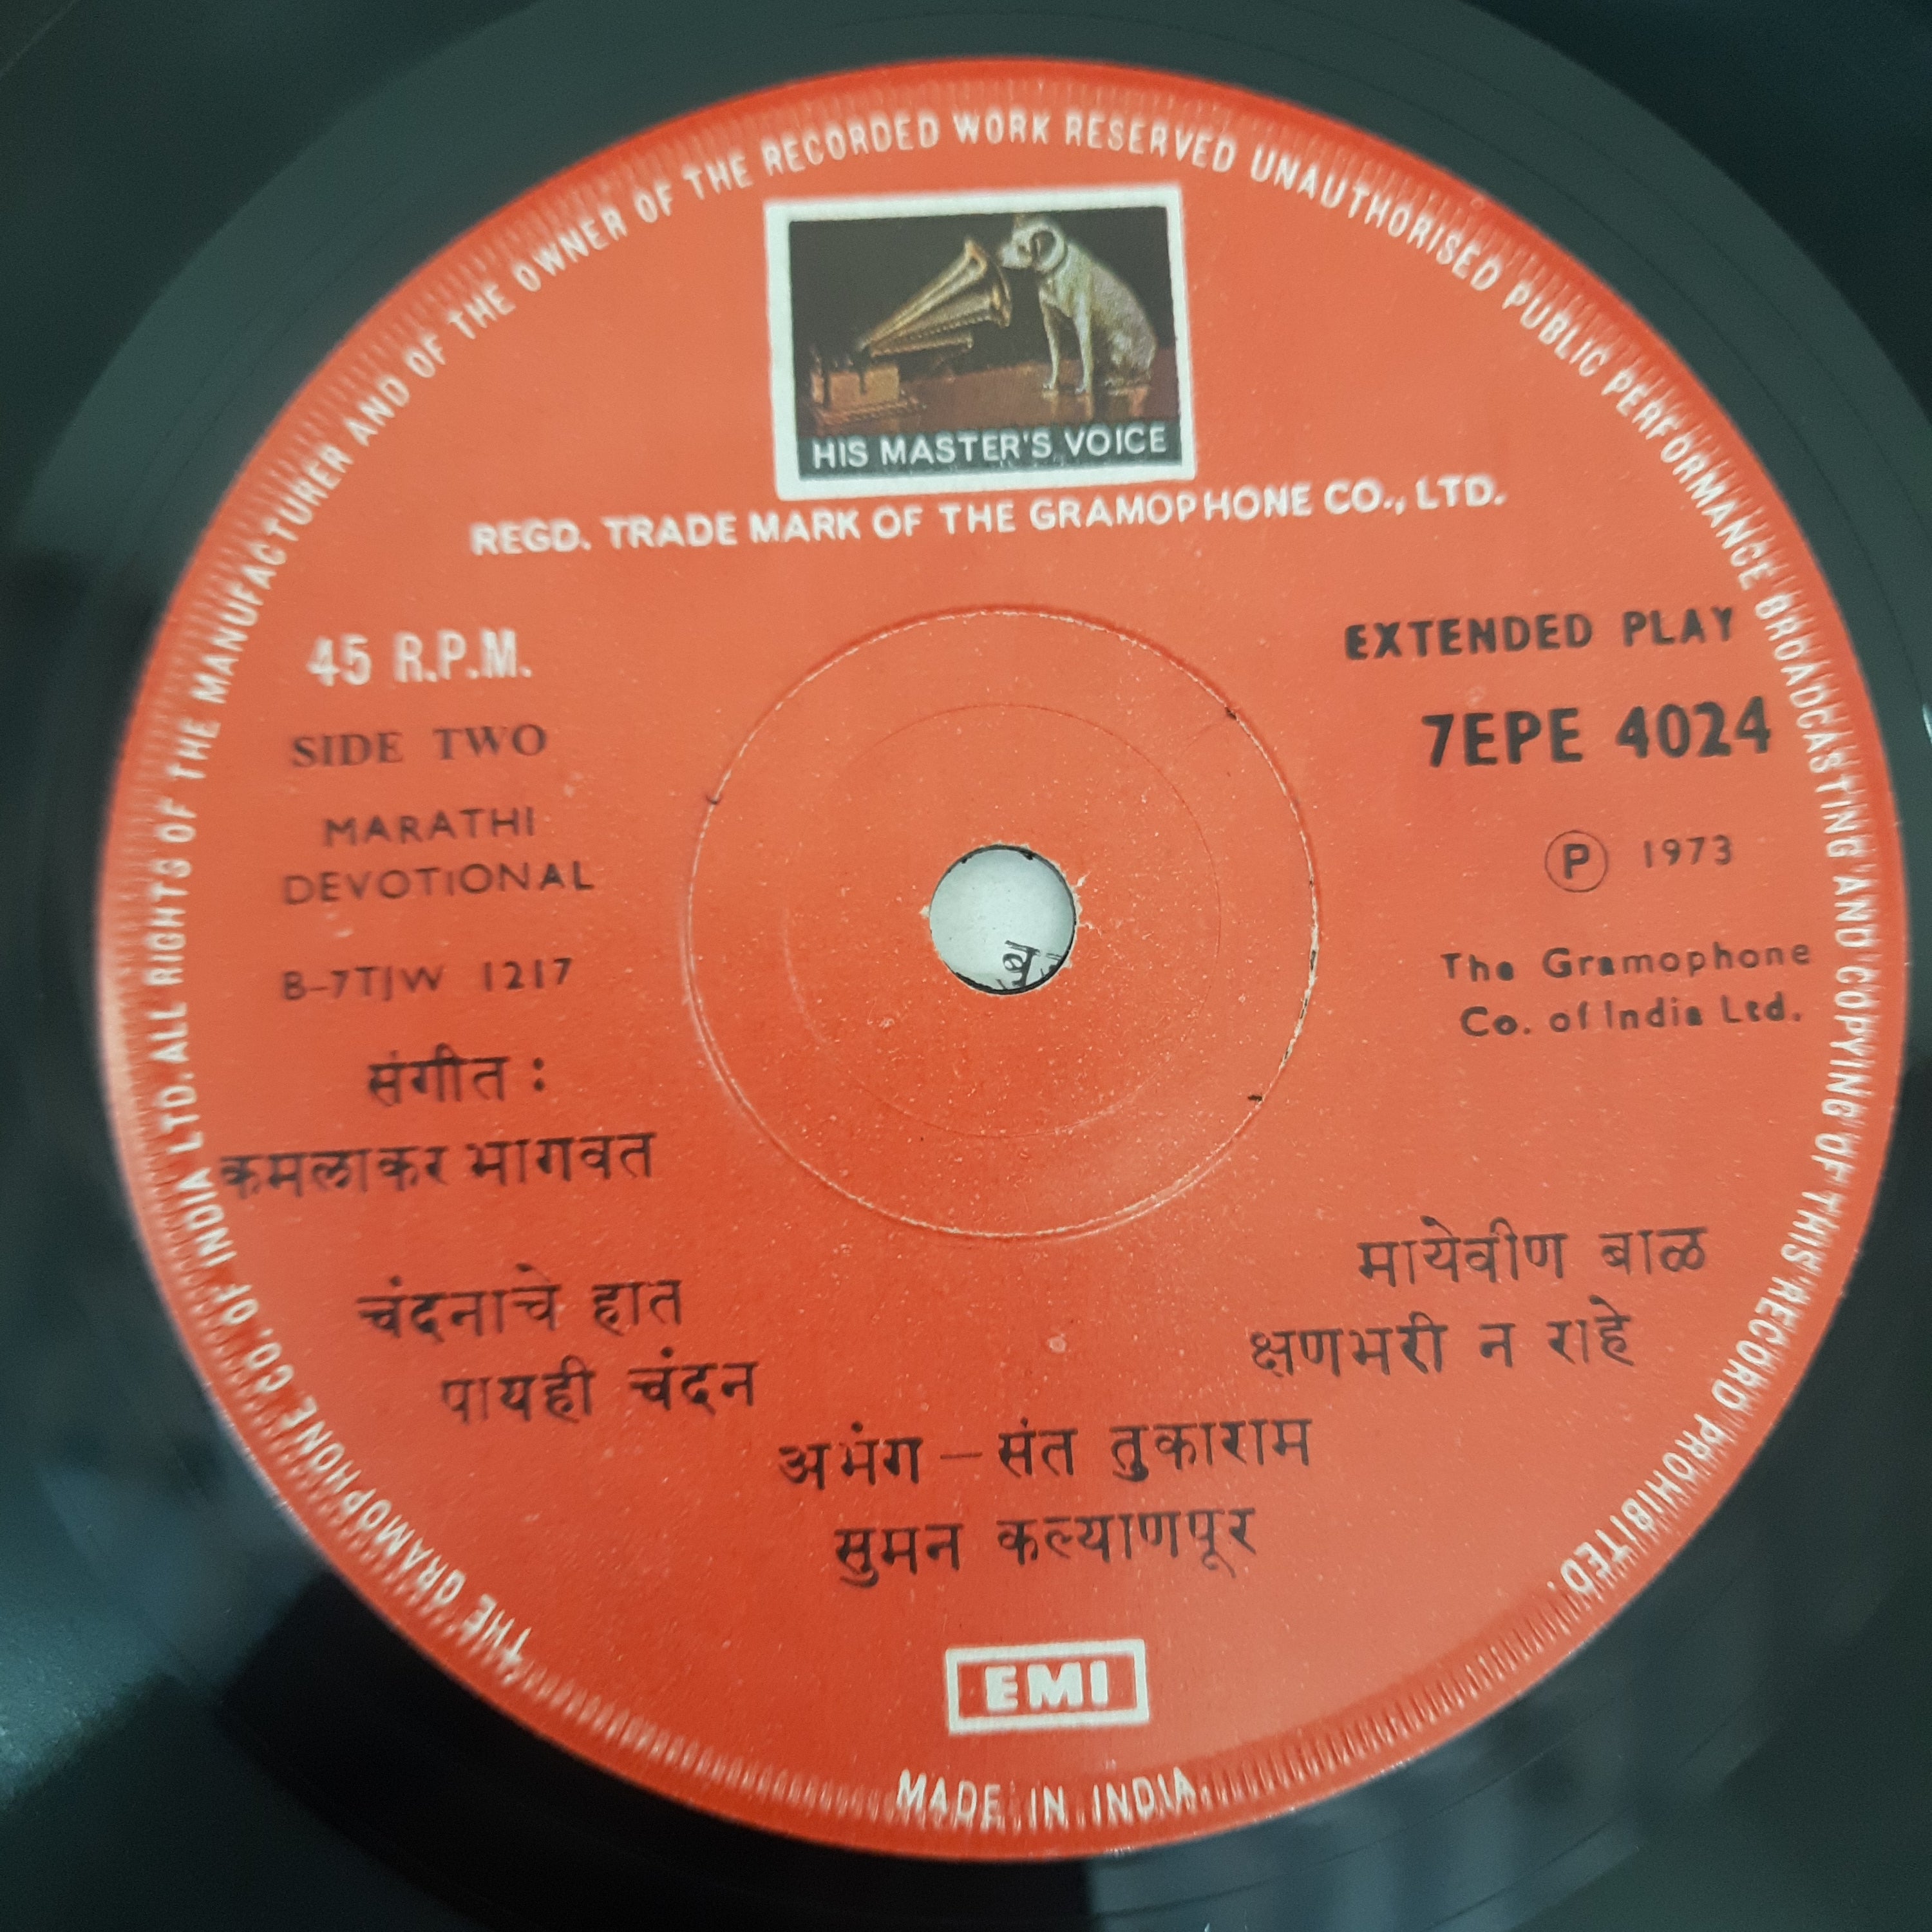 THE GRAMOPHONE CO. OF INDIA LTD. ALL RIGHTS OF THE MANUFACTURER AND OF THE OWNER OF THE RECORDED WORK RESERVED UNAUTHORISED PUBLIC PERFORMANCE BROADCASTING AND COPYING OF THIS RECORD PROHIBITED.
HIS MASTER'S VOICE
REGD. TRADE MARK OF THE GRAMOPHONE CO., LTD.
45 R.P.M.
SIDE TWO
MARATHI
DEVOTIONAL
B-7TJW 1217
EXTENDED PLAY
7EPE 4024
Ⓟ 1973
The Gramophone
Co. of India Ltd.
संगीत :
कमलाकर भागवत
चंदनाचे हात
पायही चंदन
मायेवीण बाळ
क्षणभरी न राहे
अभंग – संत तुकाराम
सुमन कल्याणपूर
EMI
MADE IN INDIA.